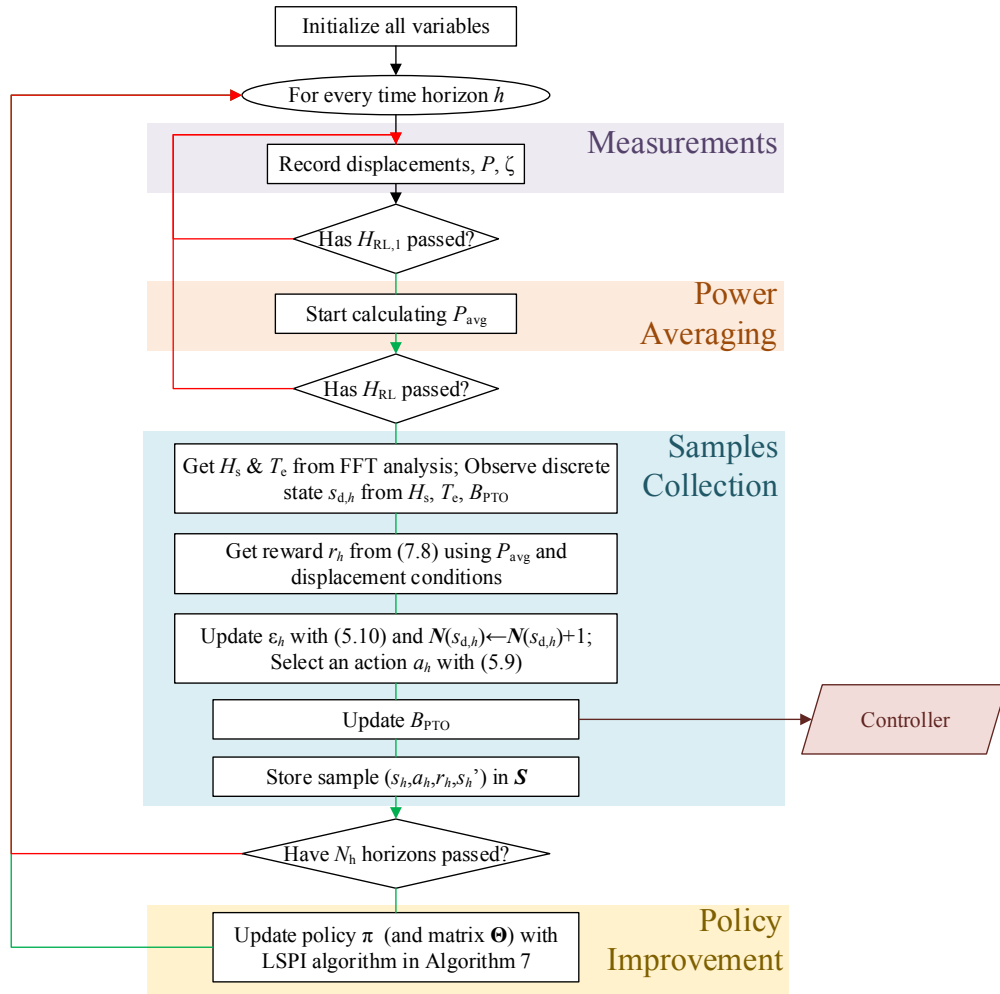 Initialize all variables
For every time horizon h
Measurements
Record displacements, P, ζ
Has H_RL,1 passed?
Power
Averaging
Start calculating P_avg
Has H_RL passed?
Samples
Collection
Get H_s & T_e from FFT analysis; Observe discrete
state s_d,h from H_s, T_e, B_PTO
Get reward r_h from (7.8) using P_avg and
displacement conditions
Update ε_h with (5.10) and N(s_d,h)←N(s_d,h)+1;
Select an action a_h with (5.9)
Update B_PTO
Controller
Store sample (s_h,a_h,r_h,s_h’) in S
Have N_h horizons passed?
Policy
Improvement
Update policy π (and matrix Θ) with
LSPI algorithm in Algorithm 7